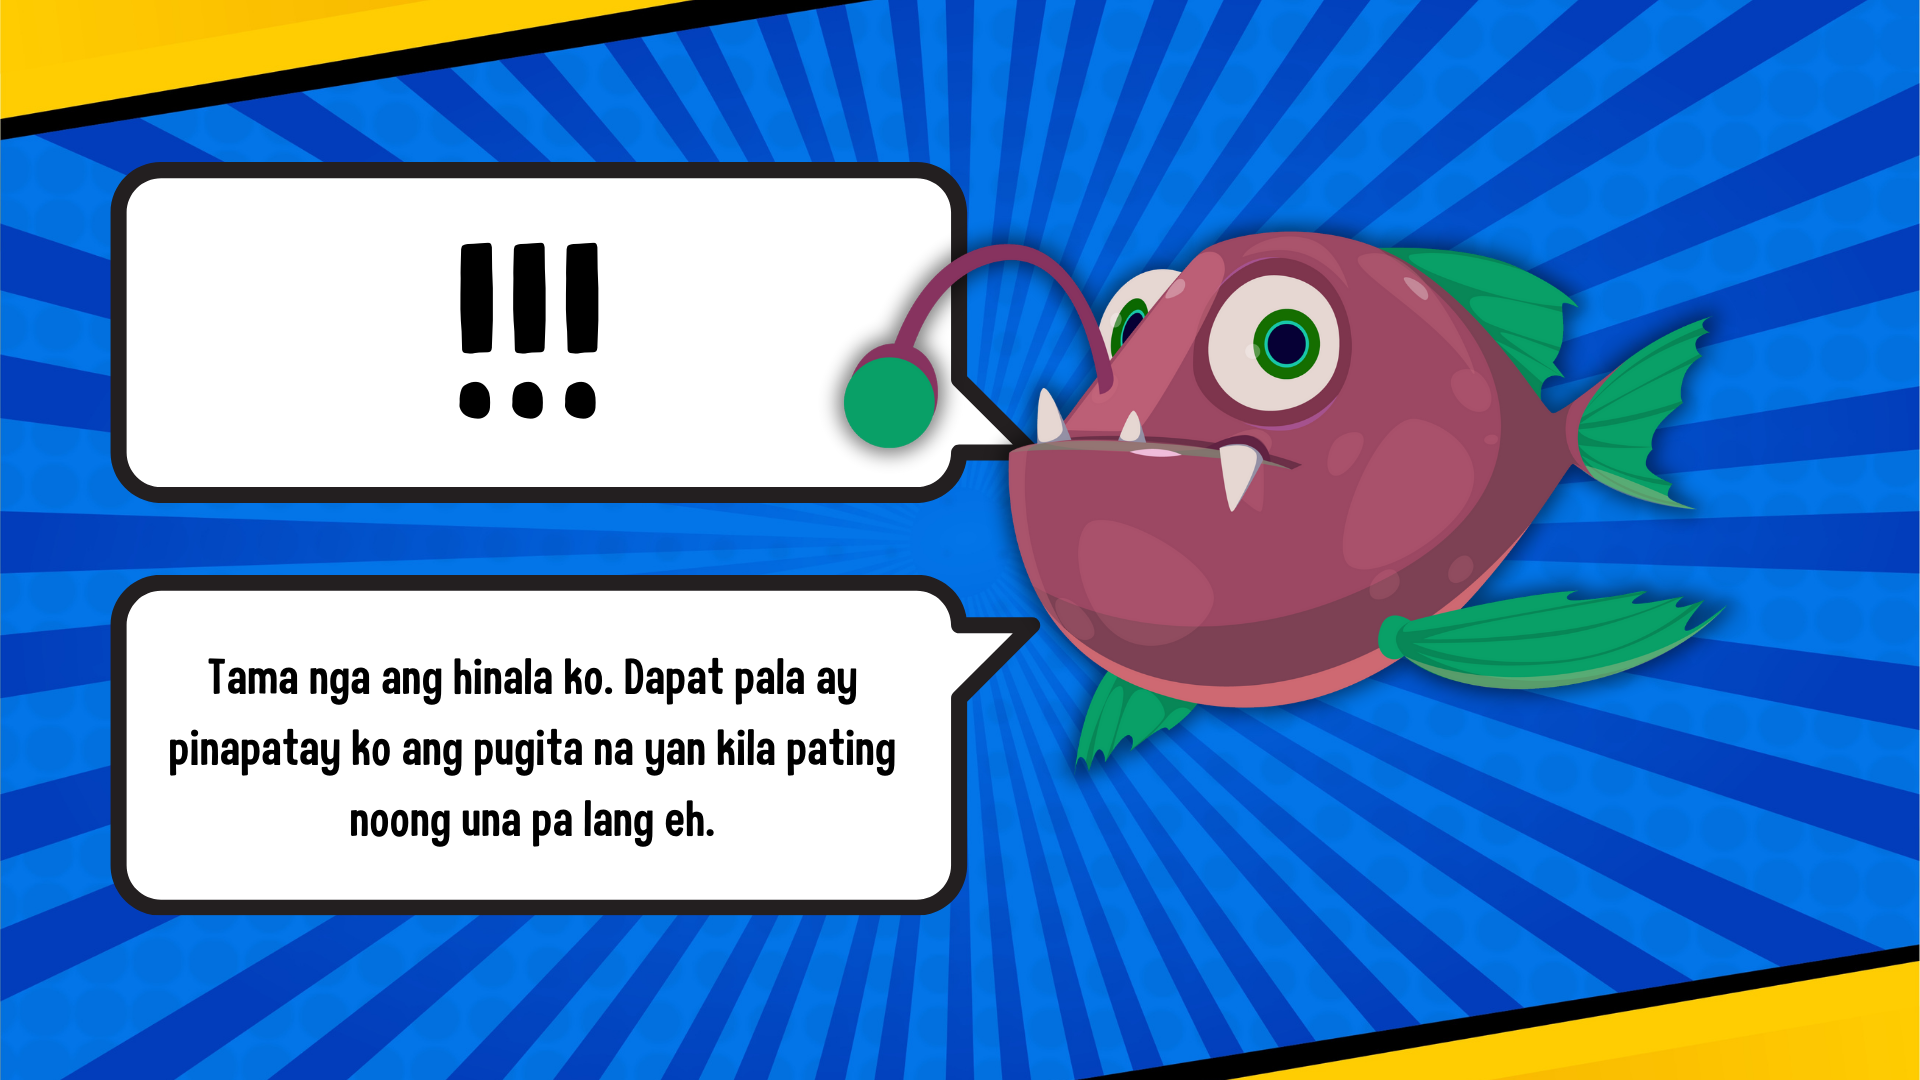 !!!
Tama nga ang hinala ko. Dapat pala ay
pinapatay ko ang pugita na yan kila pating
noong una pa lang eh.